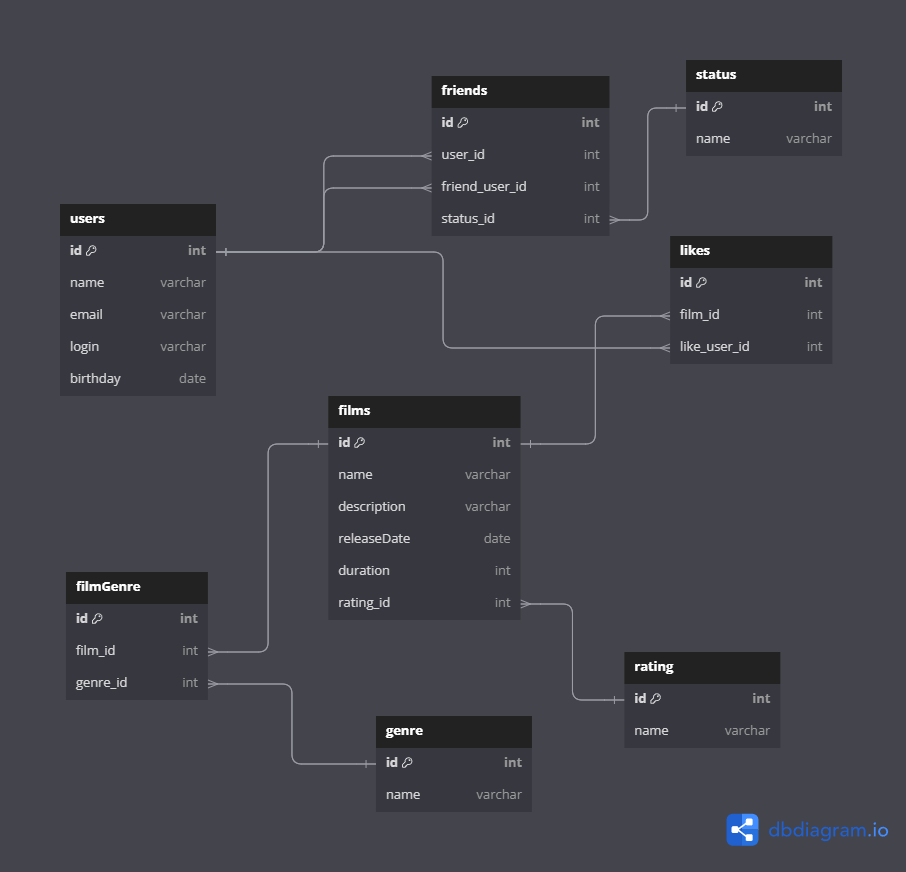 friends
id int
user_id int
friend_user_id int
status_id int
status
id int
name varchar
users
id int
name varchar
email varchar
login varchar
birthday date
likes
id int
film_id int
like_user_id int
films
id int
name varchar
description varchar
releaseDate date
duration int
rating_id int
filmGenre
id int
film_id int
genre_id int
rating
id int
name varchar
genre
id int
name varchar
dbdiagram.io